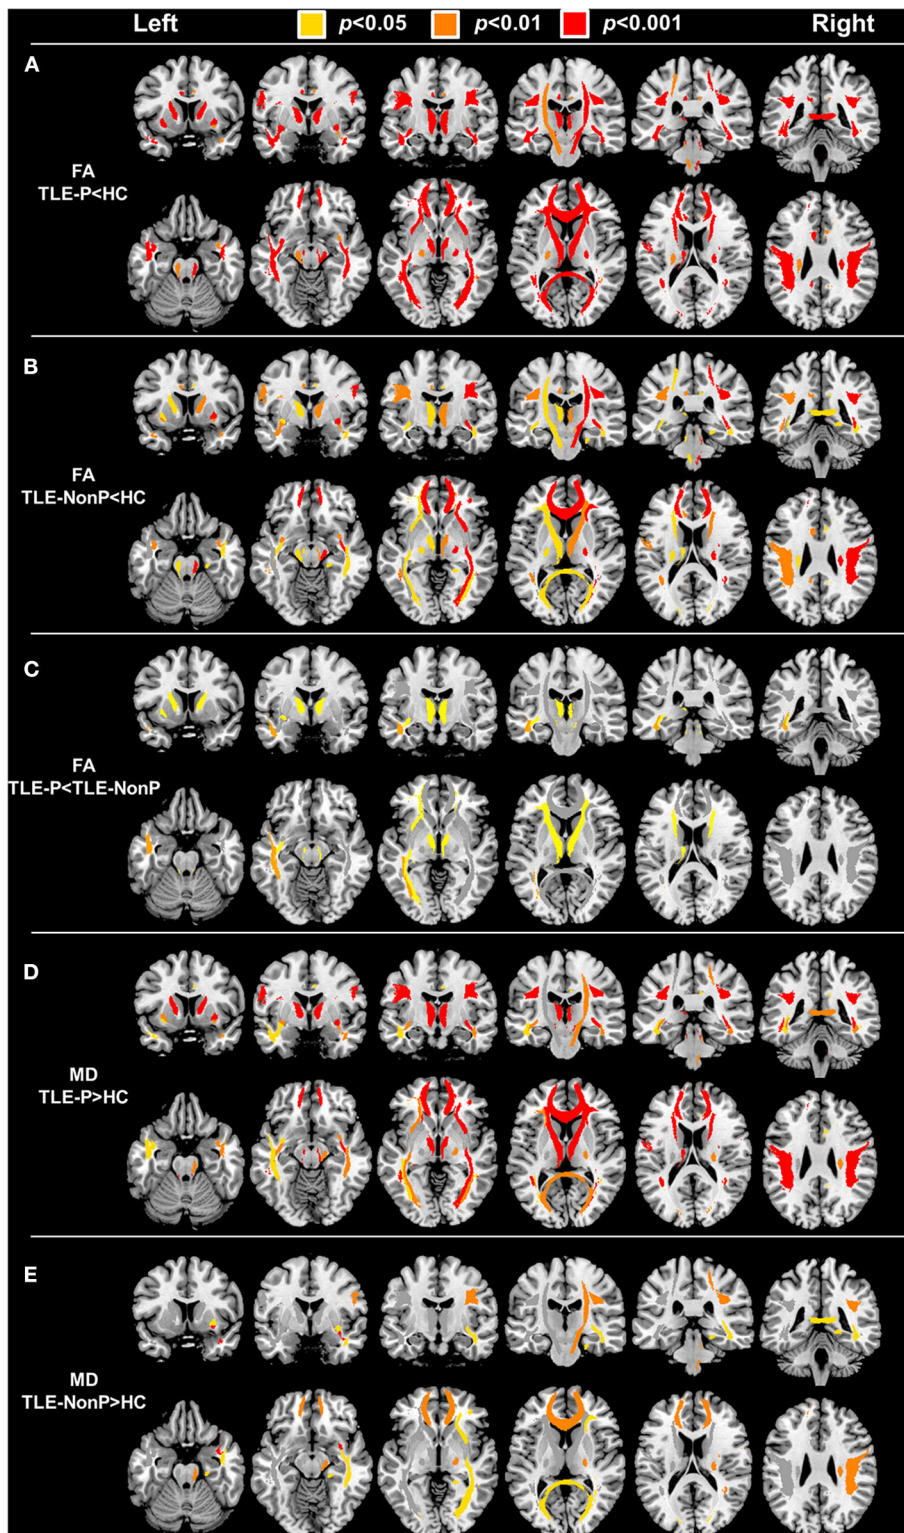 Left p<0.05 p<0.01 p<0.001 Right
A
FA
TLE-P<HC
B
FA
TLE-NonP<HC
C
FA
TLE-P<TLE-NonP
D
MD
TLE-P>HC
E
MD
TLE-NonP>HC